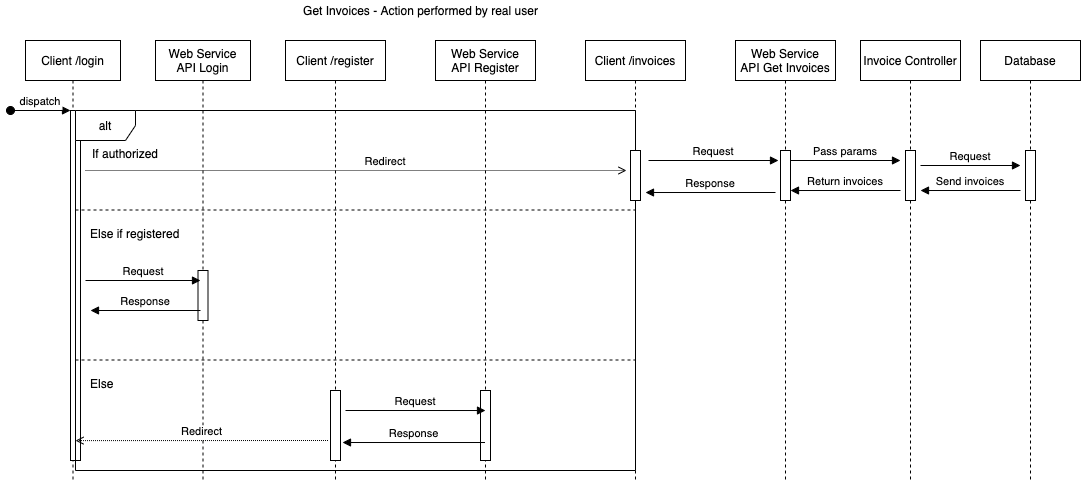 Get Invoices - Action performed by real user
Client /login
Web Service
API Login
Client /register
Web Service
API Register
Client /invoices
Web Service
API Get Invoices
Invoice Controller
Database
dispatch
alt
If authorized
Redirect
Request
Pass params
Request
Response
Return invoices
Send invoices
Else if registered
Request
Response
Else
Request
Redirect
Response